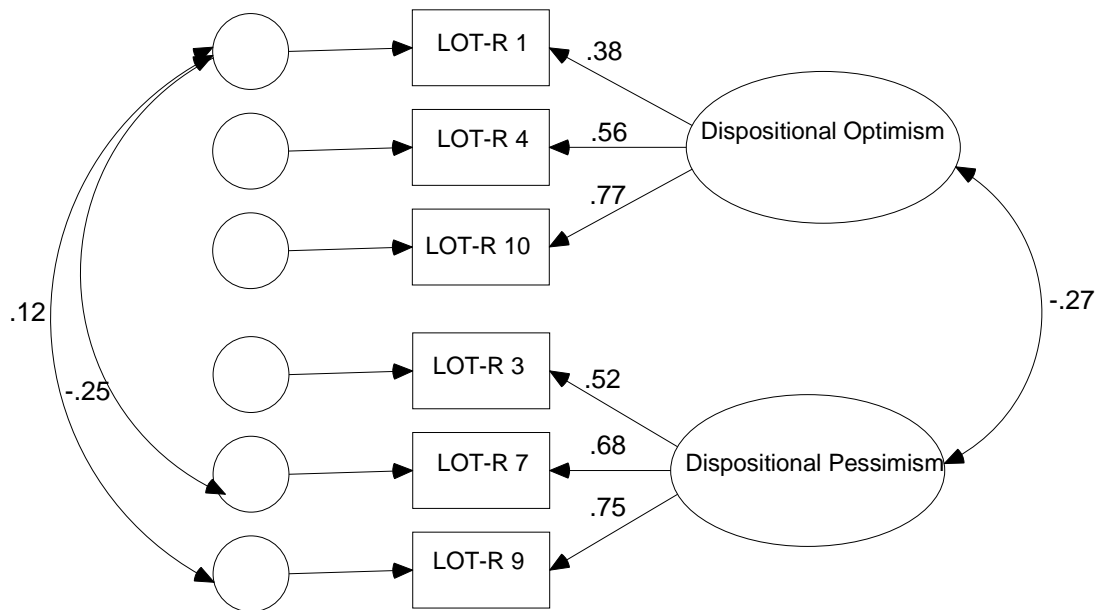 LOT-R 1
.38
LOT-R 4
.56
Dispositional Optimism
.77
LOT-R 10
.12
-.27
LOT-R 3
.52
-.25
.68
LOT-R 7
Dispositional Pessimism
.75
LOT-R 9